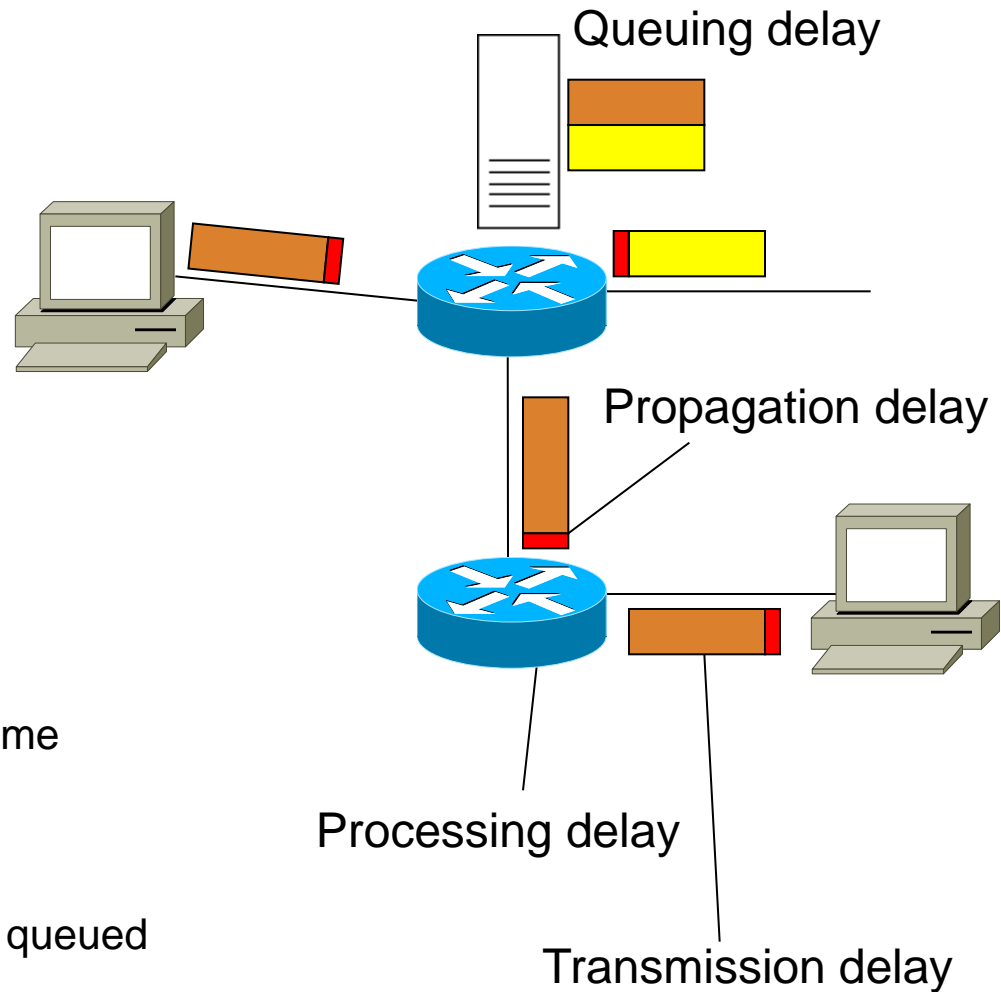 Queuing delay
Propagation delay
me
Processing delay
queued
Transmission delay